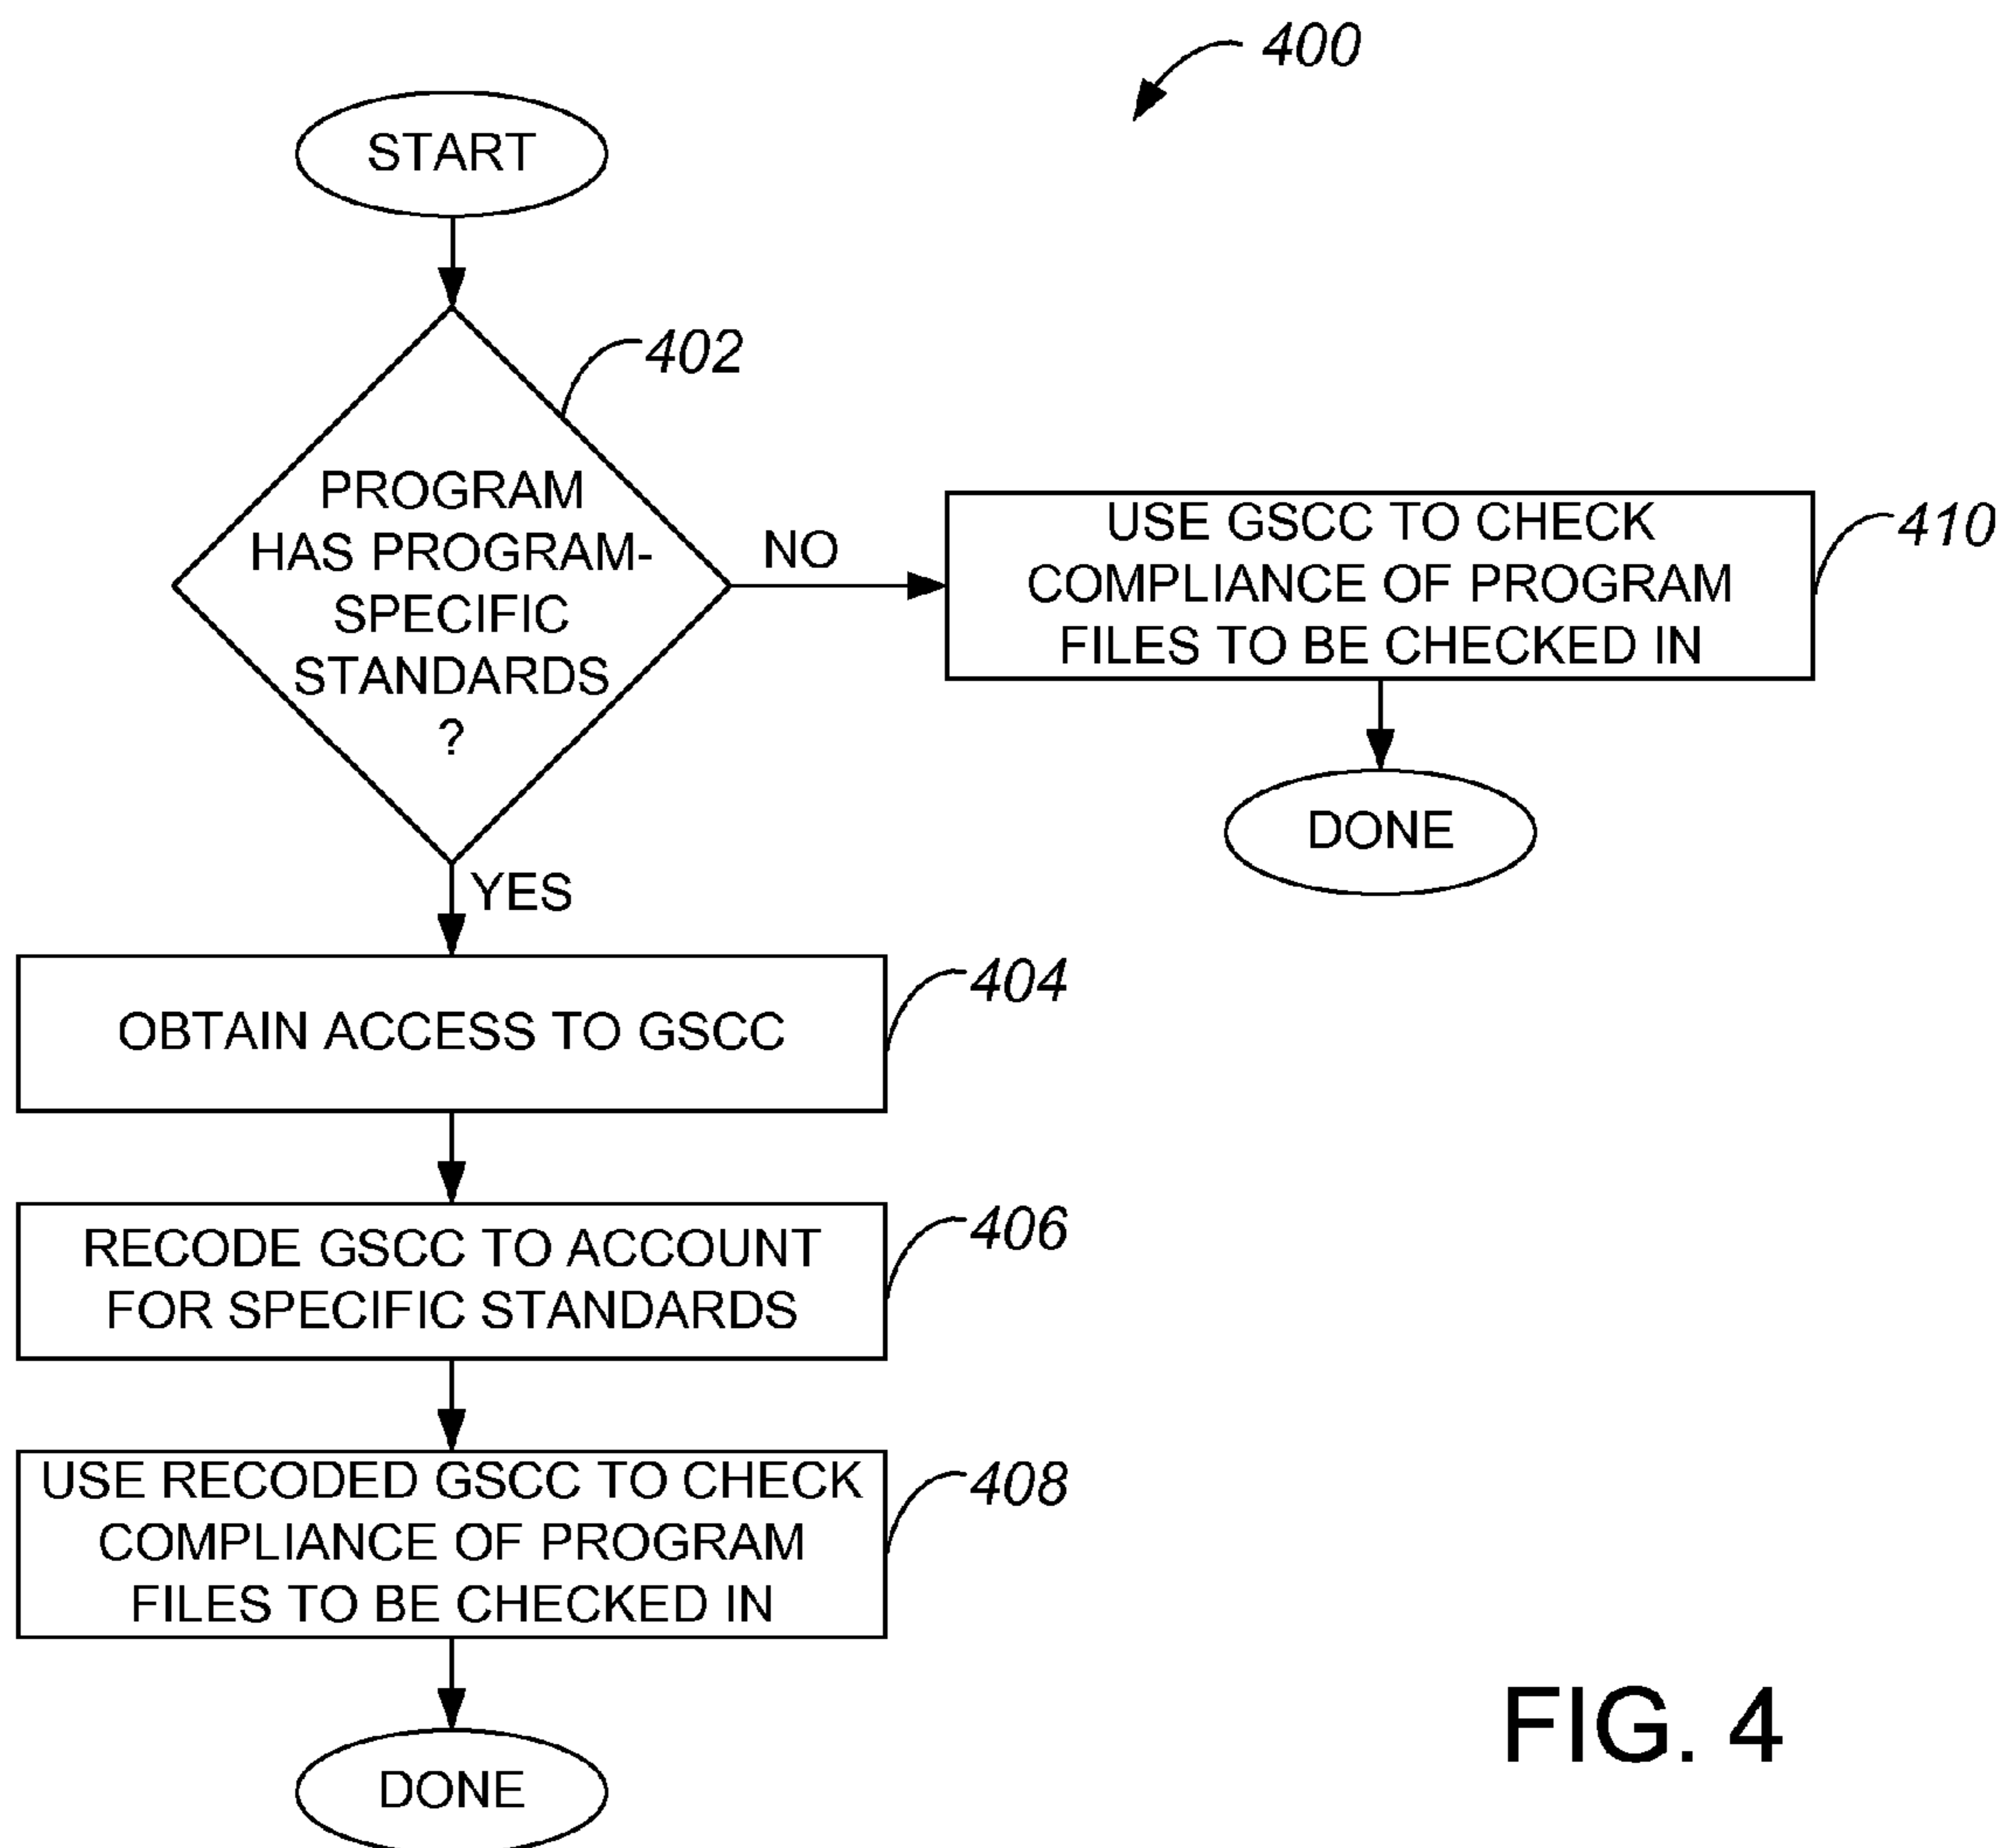 400
START
402
PROGRAM
HAS PROGRAM-
SPECIFIC
STANDARDS
?
NO
USE GSCC TO CHECK
COMPLIANCE OF PROGRAM
FILES TO BE CHECKED IN
410
DONE
YES
OBTAIN ACCESS TO GSCC
404
RECODE GSCC TO ACCOUNT
FOR SPECIFIC STANDARDS
406
USE RECODED GSCC TO CHECK
COMPLIANCE OF PROGRAM
FILES TO BE CHECKED IN
408
DONE
FIG. 4